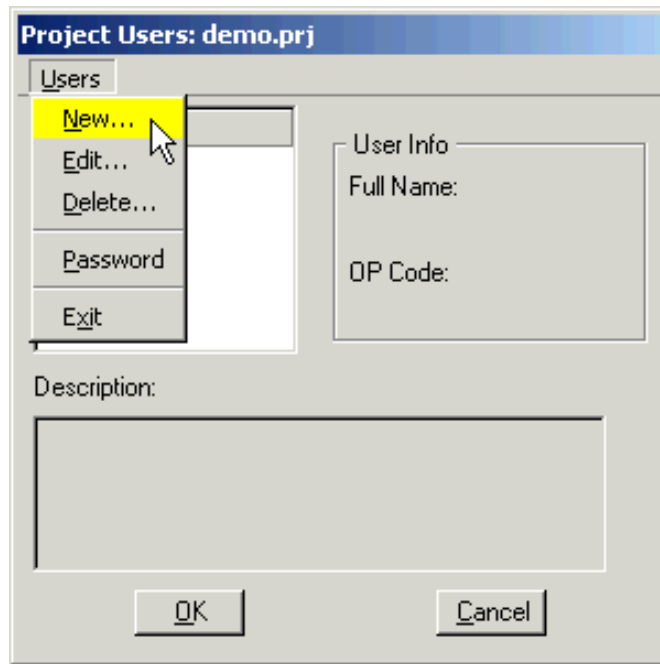 Project Users: demo.prj
Users
New...
Edit...
Delete...
Password
Exit
User Info
Full Name:
OP Code:
Description:
OK
Cancel